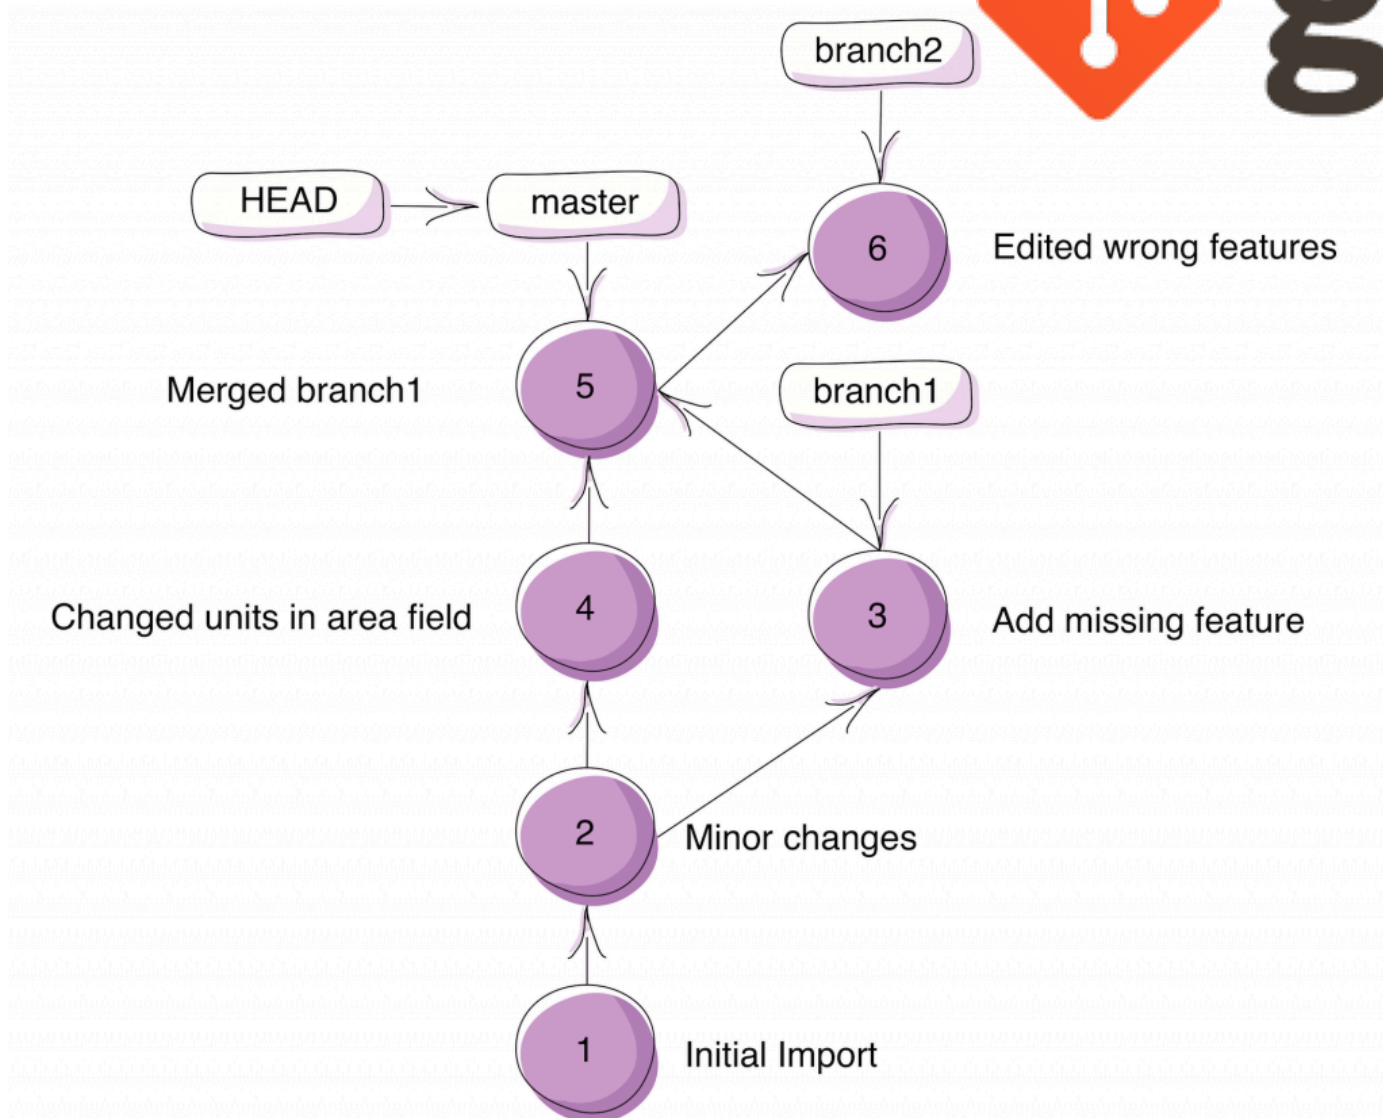 branch2
HEAD
master
6
Edited wrong features
5
Merged branch1
branch1
4
Changed units in area field
3
Add missing feature
2
Minor changes
1
Initial Import
g